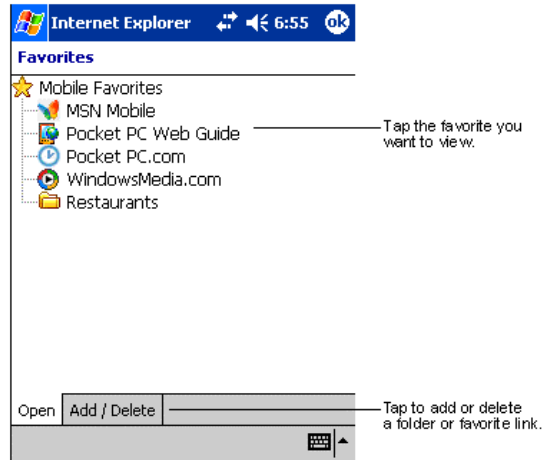 Internet Explorer 6:55 ok
Favorites
Mobile Favorites
MSN Mobile
Pocket PC Web Guide
Pocket PC.com
WindowsMedia.com
Restaurants
Tap the favorite you
want to view.
Open Add / Delete
Tap to add or delete
a folder or favorite link.